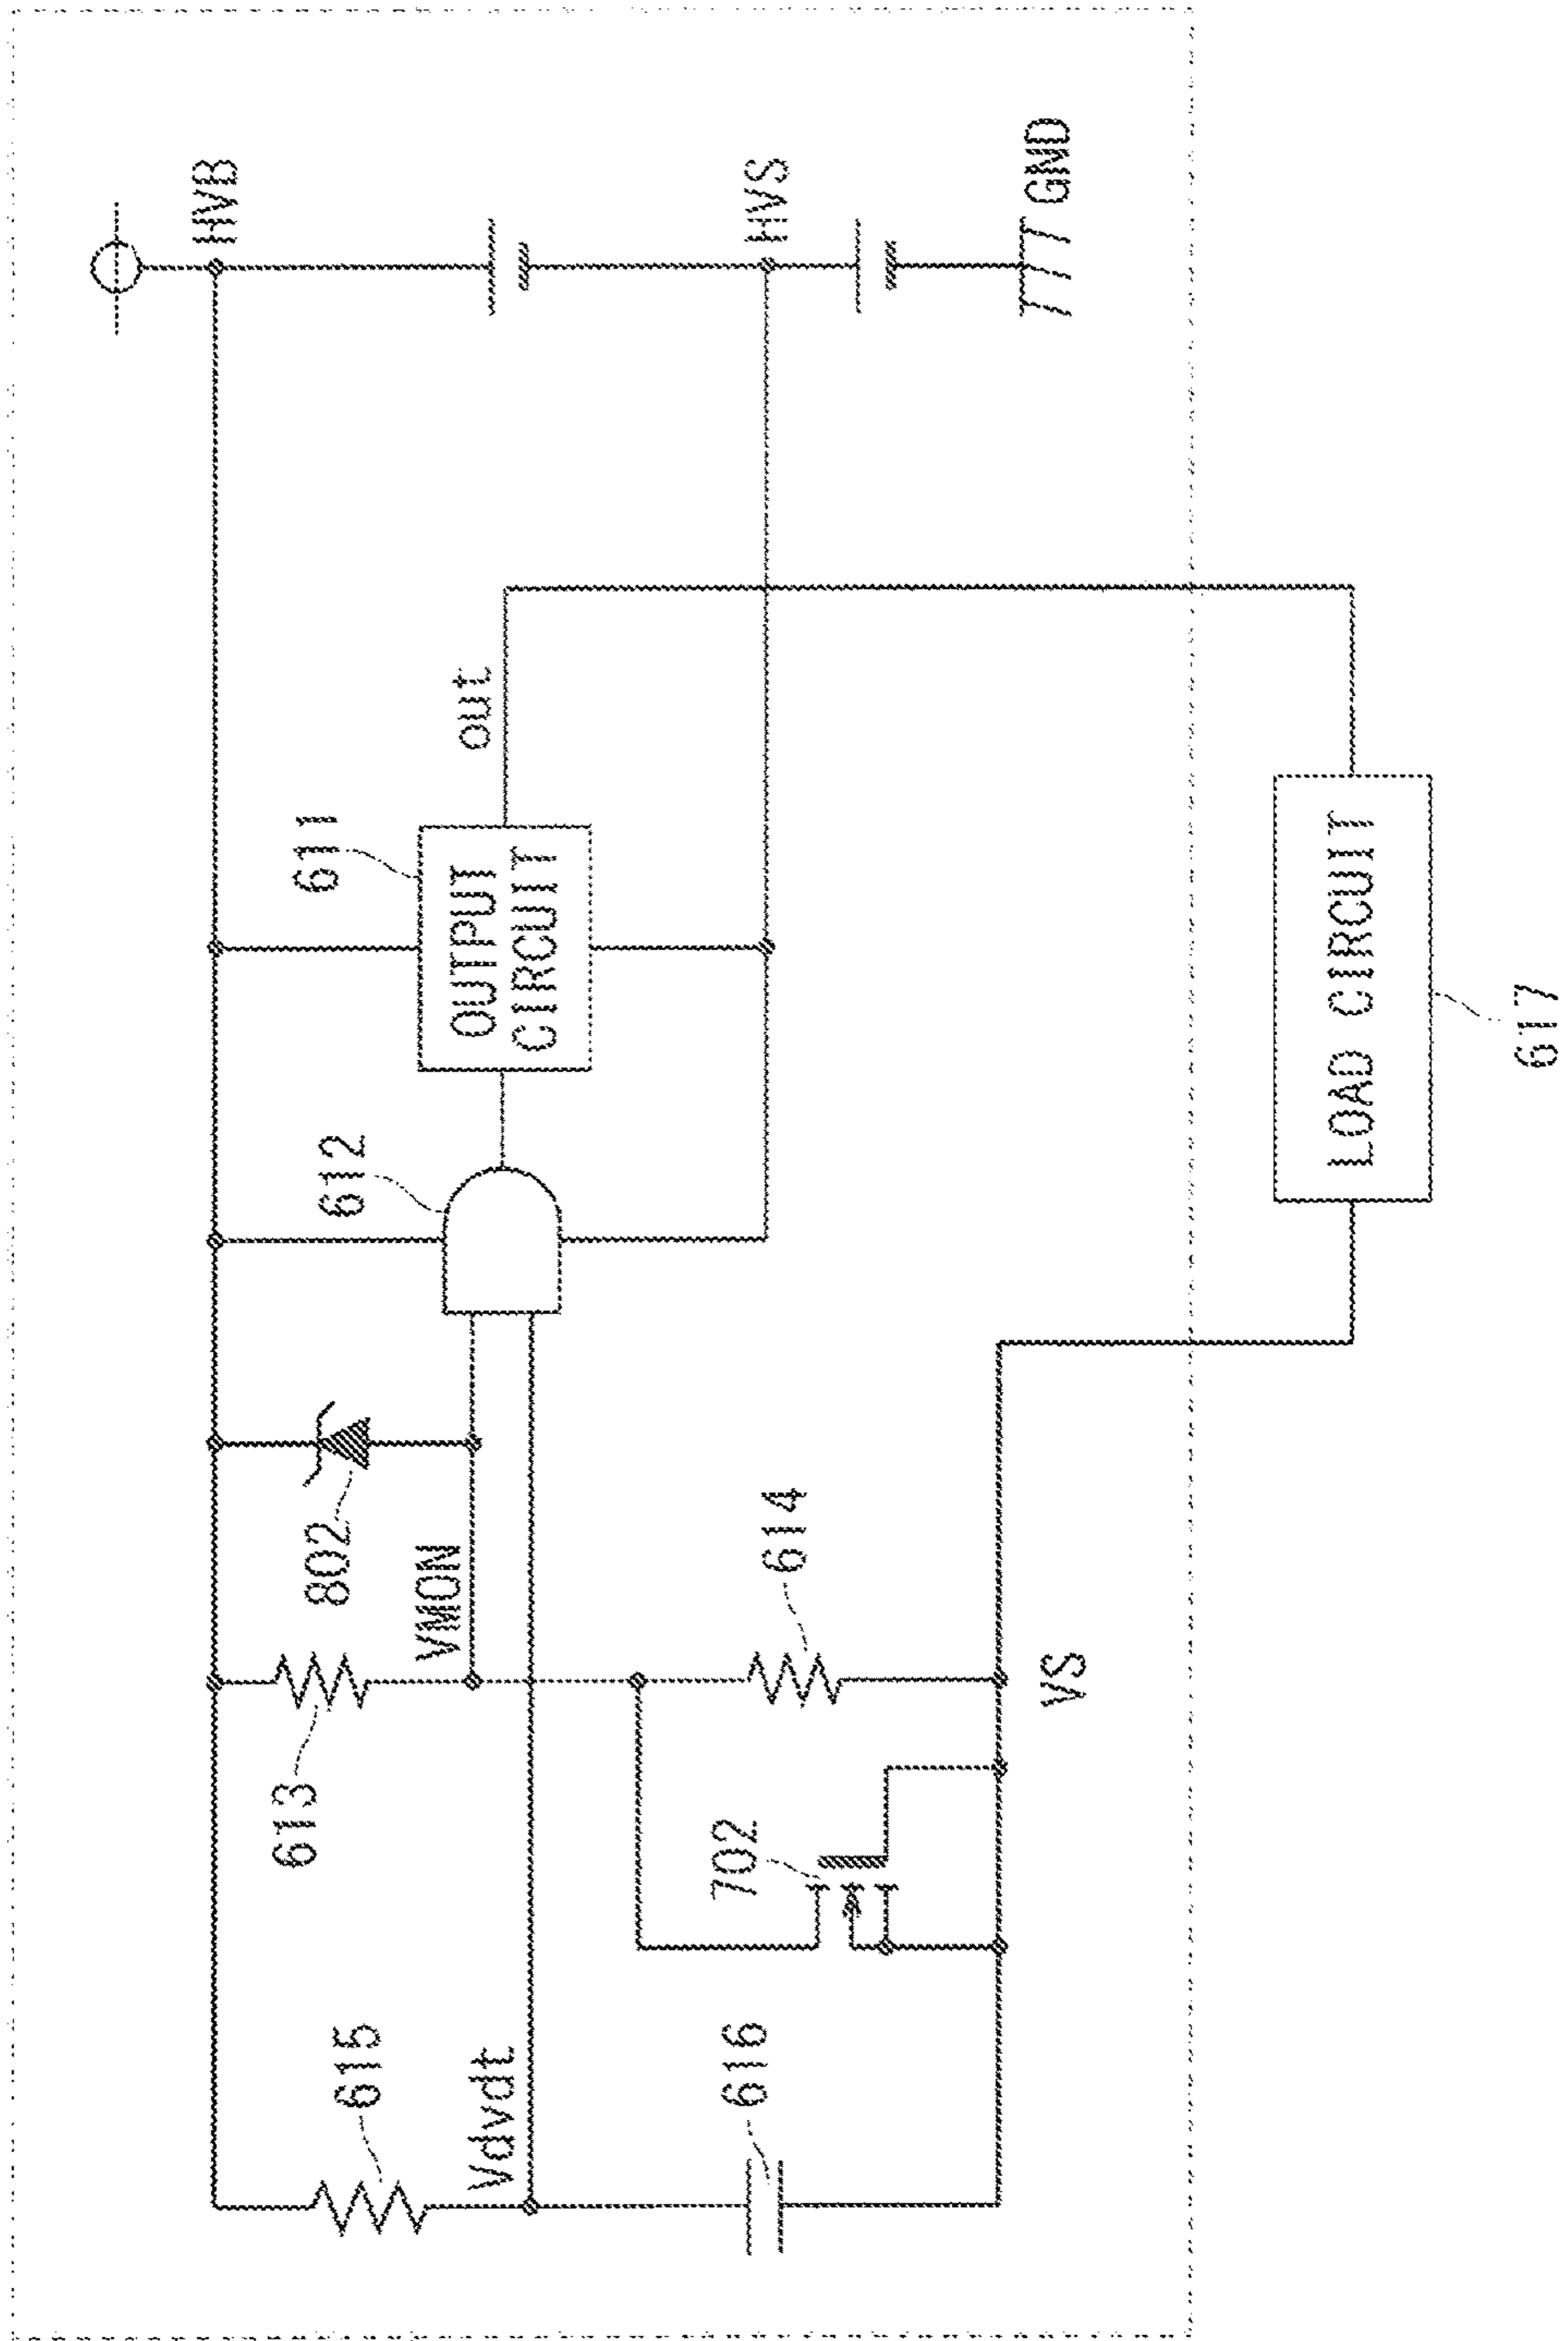 615
613
802
612
611
HVB
Vdvdt
VMON
OUTPUT
CIRCUIT
out
616
702
614
HVS
VS
GND
LOAD CIRCUIT
617